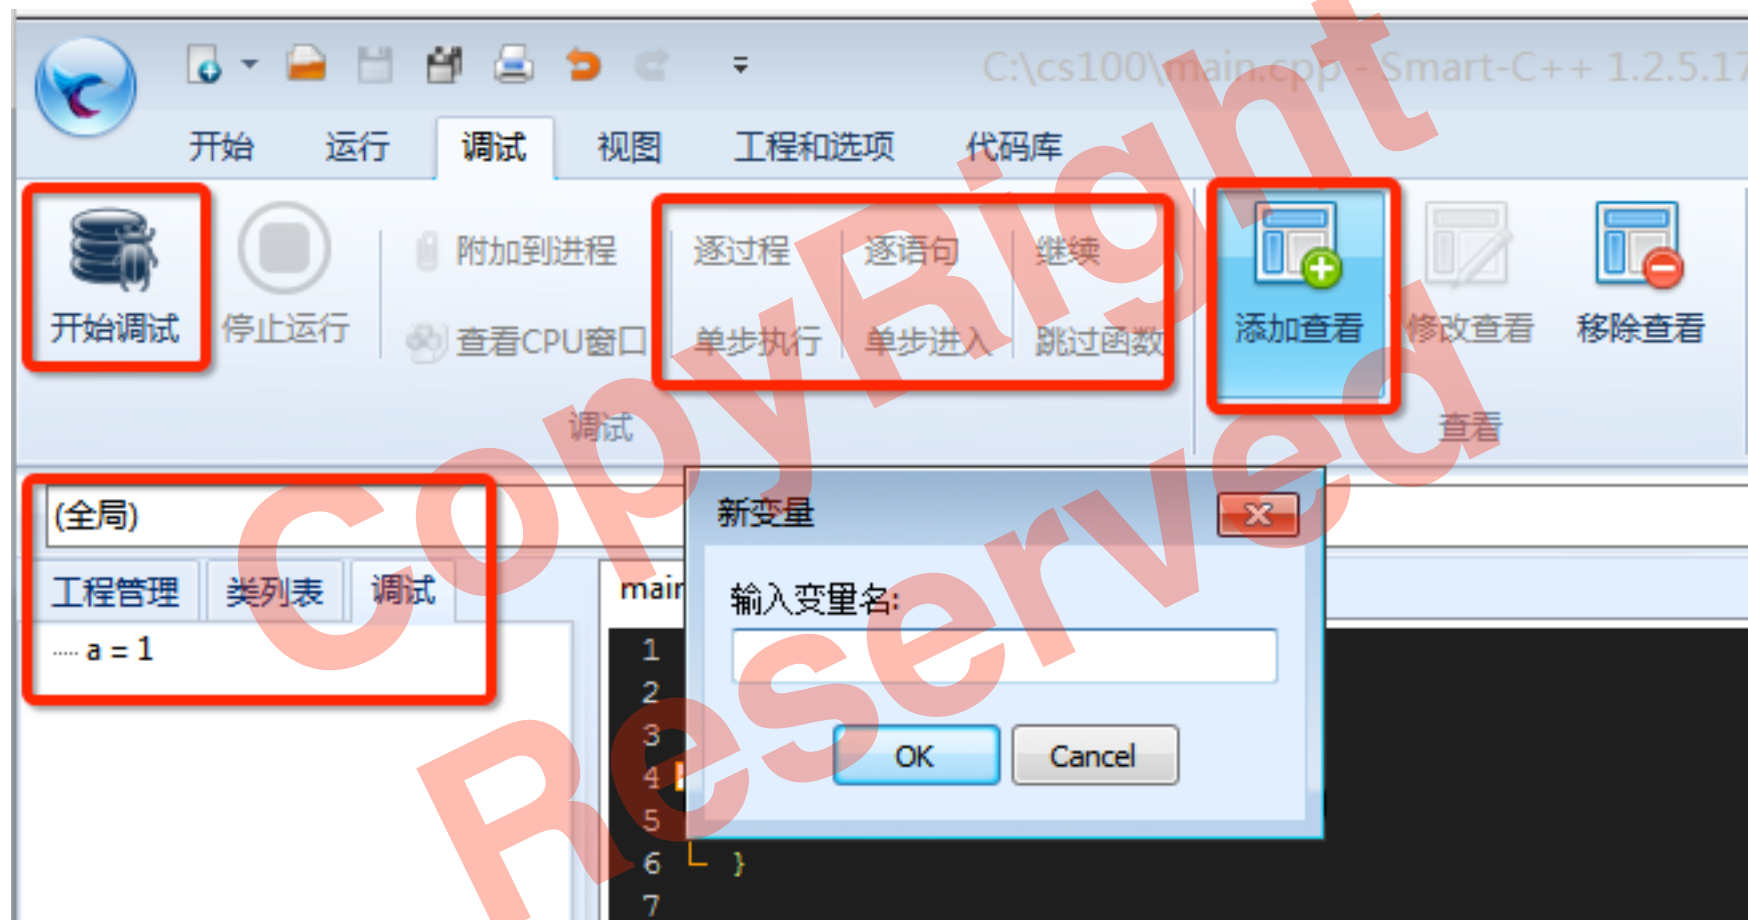 C:\cs100\main.cpp - Smart-C++ 1.2.5.17
开始 运行 调试 视图 工程和选项 代码库
开始调试 停止运行 附加到进程 逐过程 逐语句 继续 添加查看 修改查看 移除查看
查看CPU窗口 单步执行 单步进入 跳过函数
调试 查看
(全局)
新变量
工程管理 类列表 调试
main
输入变量名:
a = 1
1
2
3
OK Cancel
4
5
6 }
7
CopyRight
Reserved